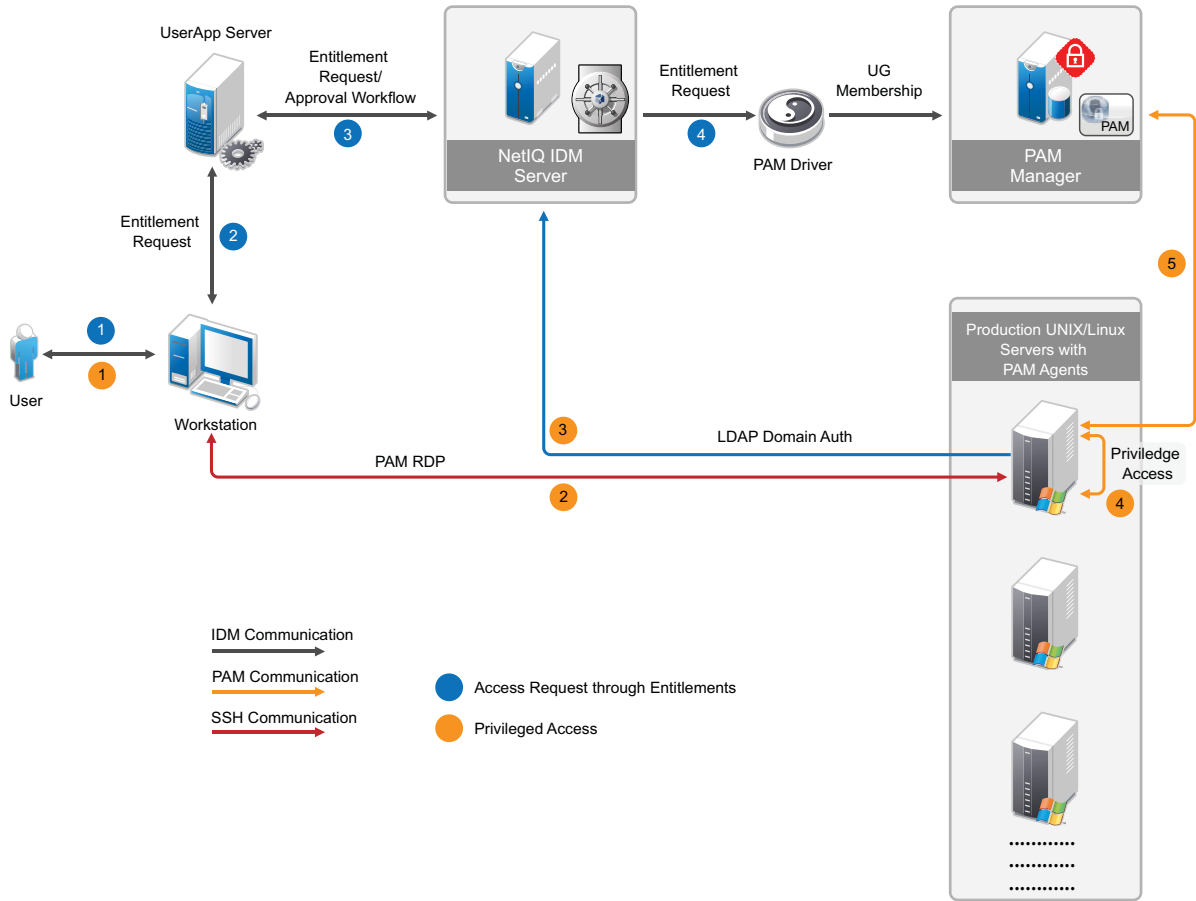 UserApp Server
Entitlement
Request/
Approval Workflow
3
NetIQ IDM
Server
Entitlement
Request
4
PAM Driver
UG
Membership
PAM
PAM
Manager
Entitlement
Request
2
5
1
1
User
Workstation
Production UNIX/Linux
Servers with
PAM Agents
3
LDAP Domain Auth
PAM RDP
2
Priviledge
Access
4
IDM Communication
PAM Communication
SSH Communication
Access Request through Entitlements
Privileged Access